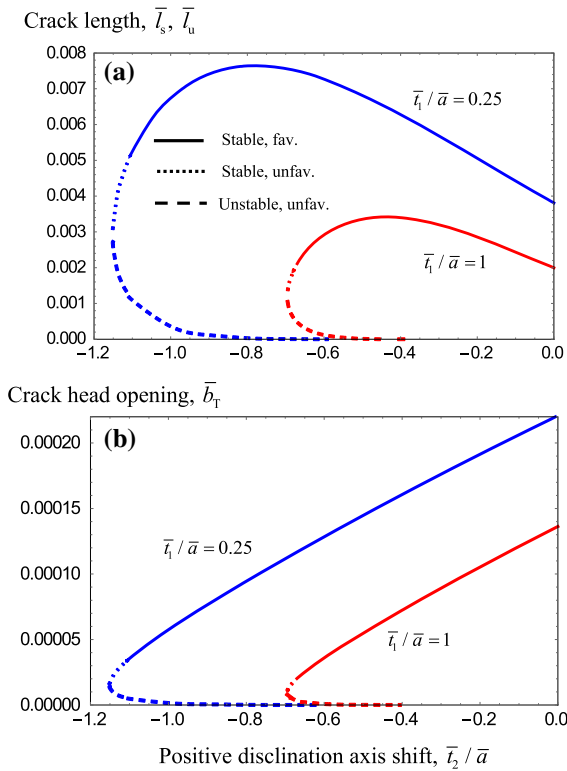 Crack length, l̄ₛ, l̄ᵤ
0.008
(a)
t̄₁ / ā = 0.25
0.007
0.006
Stable, fav.
0.005
Stable, unfav.
0.004
Unstable, unfav.
0.003
t̄₁ / ā = 1
0.002
0.001
0.000
-1.2 -1.0 -0.8 -0.6 -0.4 -0.2 0.0
Crack head opening, b̄_T
(b)
0.00020
0.00015
t̄₁ / ā = 0.25
0.00010
t̄₁ / ā = 1
0.00005
0.00000
-1.2 -1.0 -0.8 -0.6 -0.4 -0.2 0.0
Positive disclination axis shift, t̄₂ / ā